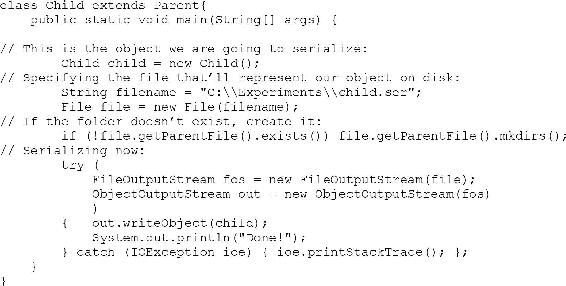 class Child extends Parent{
    public static void main(String[] args) {
// This is the object we are going to serialize:
        Child child = new Child();
// Specifying the file that'll represent our object on disk:
        String filename = "C:\\Experiments\\child.ser";
        File file = new File(filename);
// If the folder doesn't exist, create it:
        if (!file.getParentFile().exists()) file.getParentFile().mkdirs();
// Serializing now:
        try (
            FileOutputStream fos = new FileOutputStream(file);
            ObjectOutputStream out = new ObjectOutputStream(fos)
            )
        {   out.writeObject(child);
            System.out.println("Done!");
        } catch (IOException ioe) { ioe.printStackTrace(); };
    }
}